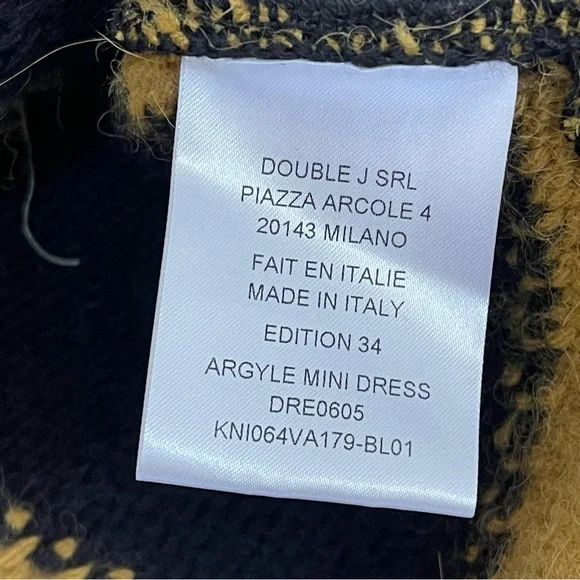 DOUBLE J SRL
PIAZZA ARCOLE 4
20143 MILANO
FAIT EN ITALIE
MADE IN ITALY
EDITION 34
ARGYLE MINI DRESS
DRE0605
KNI064VA179-BL01